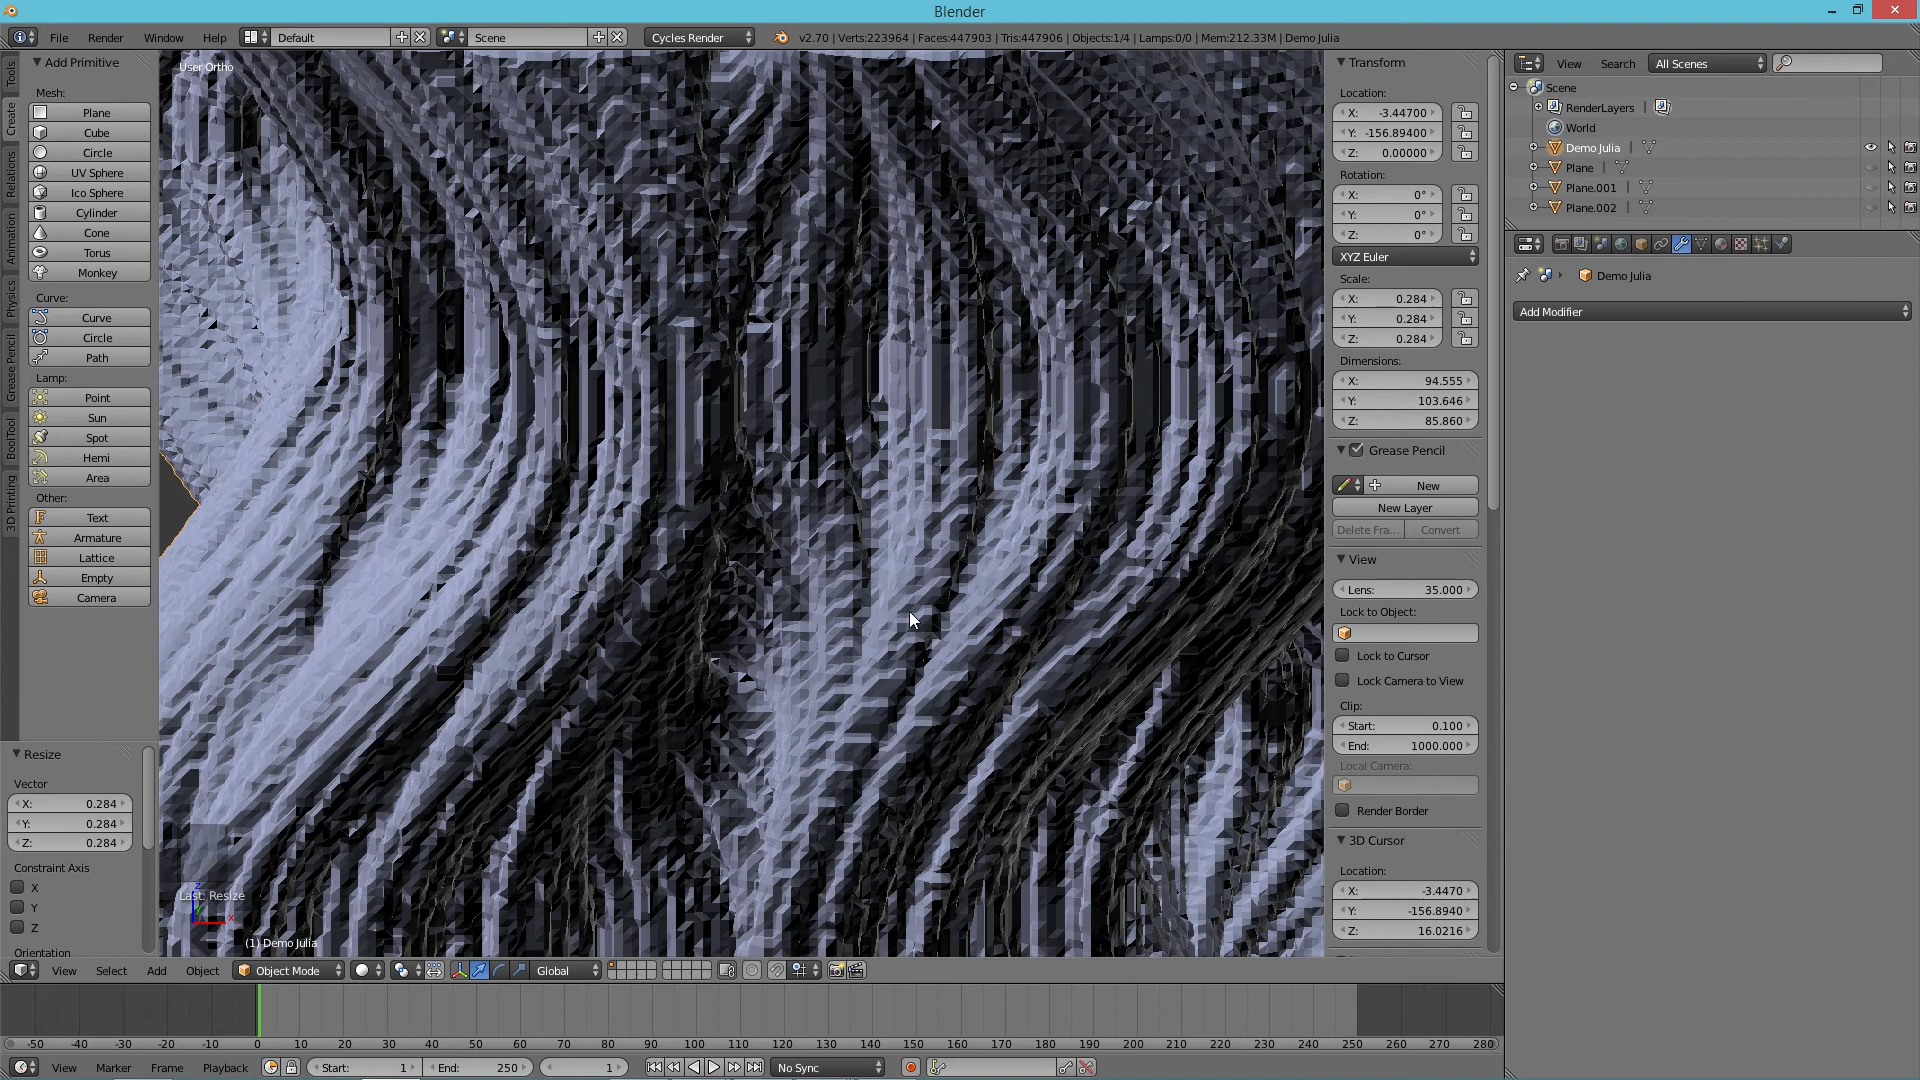 Blender
File Render Window Help Default Scene Cycles Render v2.70 | Verts:223964 | Faces:447903 | Tris:447906 | Objects:1/4 | Lamps:0/0 | Mem:212.33M | Demo Julia
Tools
Create
Relations
Animation
Physics
Grease Pencil
BoolTool
3D Printing
Add Primitive
Mesh:
Plane
Cube
Circle
UV Sphere
Ico Sphere
Cylinder
Cone
Torus
Monkey
Curve:
Curve
Circle
Path
Lamp:
Point
Sun
Spot
Hemi
Area
Other:
Text
Armature
Lattice
Empty
Camera
Resize
Vector
X: 0.284
Y: 0.284
Z: 0.284
Constraint Axis
X
Y
Z
Orientation
User Ortho
Last: Resize
z
y
x
(1) Demo Julia
Transform
Location:
X: -3.44700
Y: -156.89400
Z: 0.00000
Rotation:
X: 0°
Y: 0°
Z: 0°
XYZ Euler
Scale:
X: 0.284
Y: 0.284
Z: 0.284
Dimensions:
X: 94.555
Y: 103.646
Z: 85.860
Grease Pencil
New
New Layer
Delete Fra... Convert
View
Lens: 35.000
Lock to Object:
Lock to Cursor
Lock Camera to View
Clip:
Start: 0.100
End: 1000.000
Local Camera:
Render Border
3D Cursor
Location:
X: -3.4470
Y: -156.8940
Z: 16.0216
View Search All Scenes
Scene
RenderLayers |
World
Demo Julia |
Plane |
Plane.001 |
Plane.002 |
Demo Julia
Add Modifier
View Select Add Object Object Mode Global
-50 -40 -30 -20 -10 0 10 20 30 40 50 60 70 80 90 100 110 120 130 140 150 160 170 180 190 200 210 220 230 240 250 260 270 280
View Marker Frame Playback Start: 1 End: 250 1 No Sync